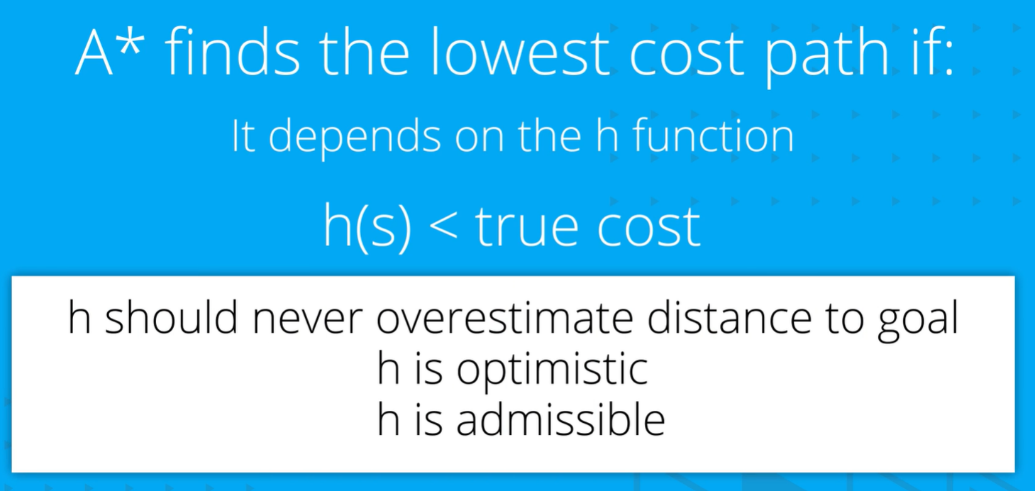 A* finds the lowest cost path if:
It depends on the h function
h(s) < true cost
h should never overestimate distance to goal
h is optimistic
h is admissible